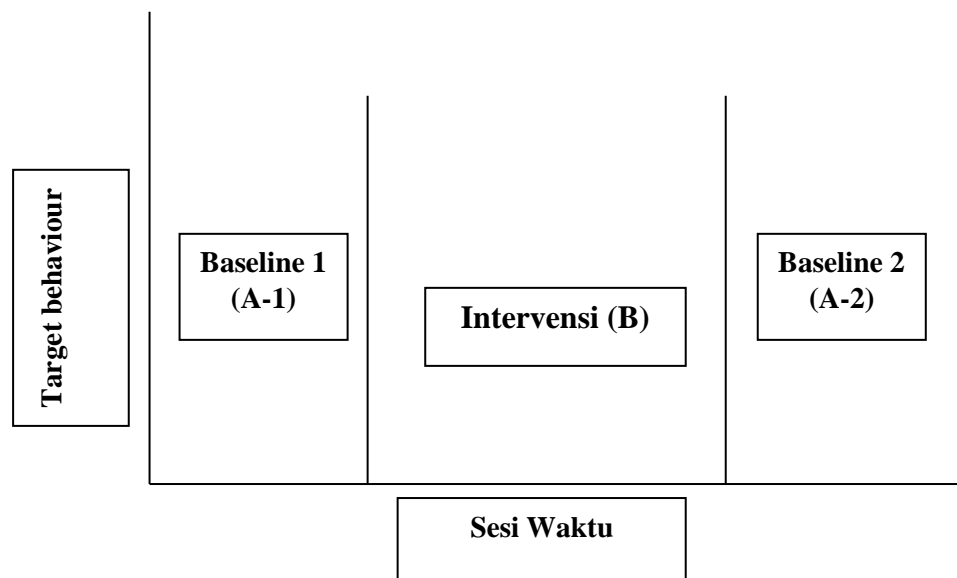 Target behaviour
Baseline 1
(A-1)
Intervensi (B)
Baseline 2
(A-2)
Sesi Waktu